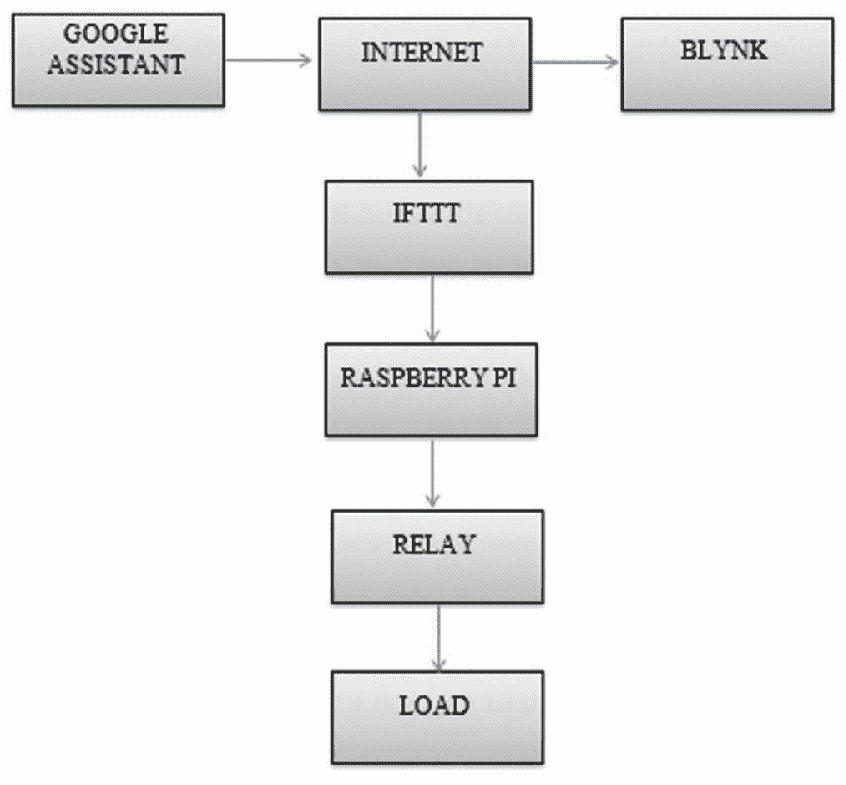 GOOGLE
ASSISTANT
INTERNET
BLYNK
IFTTT
RASPBERRY PI
RELAY
LOAD